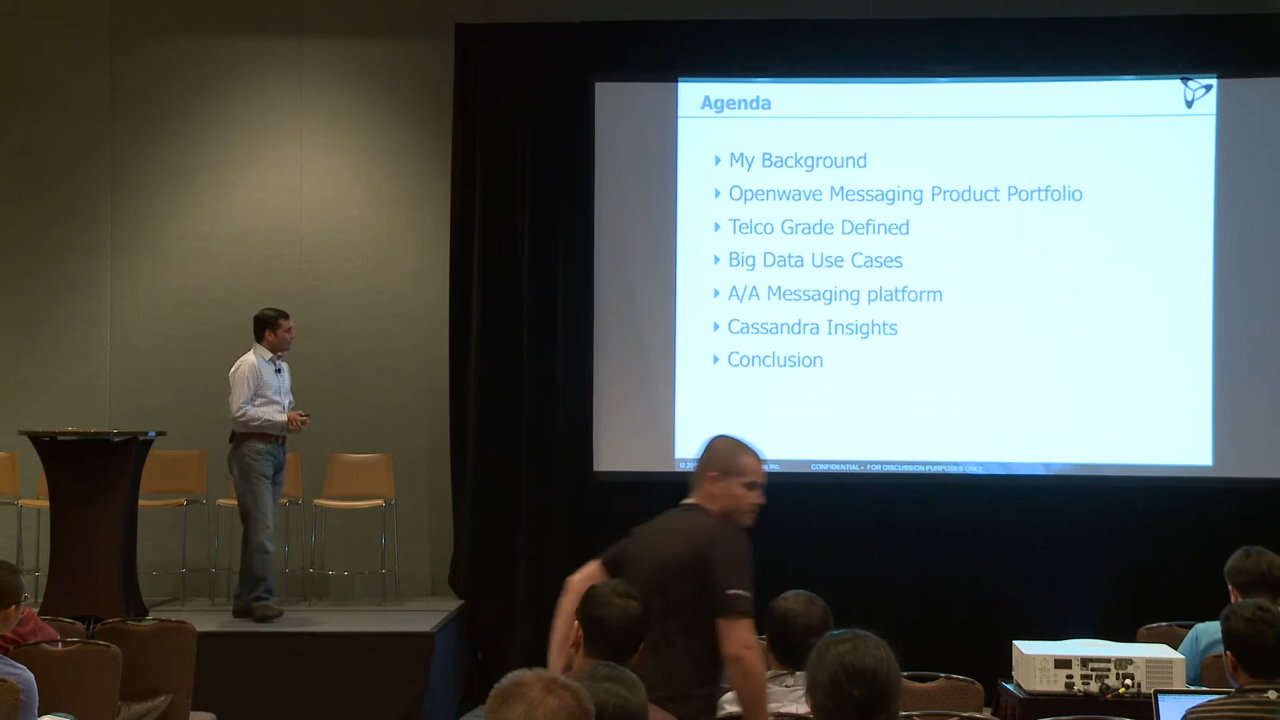 Agenda
My Background
Openwave Messaging Product Portfolio
Telco Grade Defined
Big Data Use Cases
A/A Messaging platform
Cassandra Insights
Conclusion
CONFIDENTIAL - FOR DISCUSSION PURPOSES ONLY